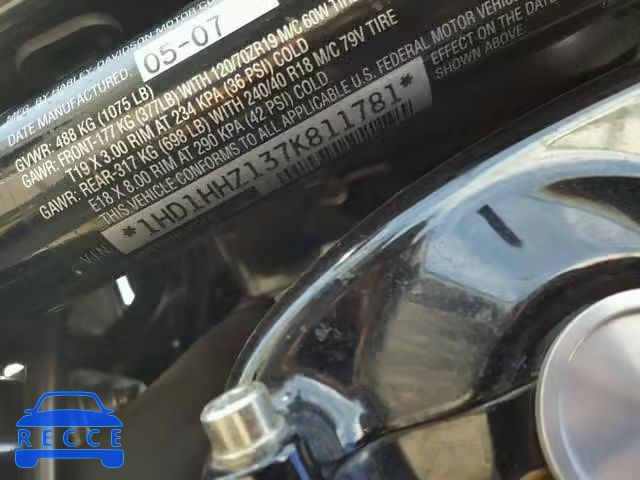 MFG. BY HARLEY-DAVIDSON MOTOR
DATE MANUFACTURED. 05-07
GVWR: 488 KG (1075 LB)
GAWR: FRONT-177 KG (377LB) WITH 120/70ZR19 M/C 60W TIRE
T19 X 3.00 RIM AT 234 KPA (36 PSI) COLD
GAWR: REAR-317 KG (698 LB) WITH 240/40 R18 M/C 79V TIRE
E18 X 8.00 RIM AT 290 KPA (42 PSI) COLD
THIS VEHICLE CONFORMS TO ALL APPLICABLE U.S. FEDERAL MOTOR VEHICLE
EFFECT ON THE DATE
SHOWN ABOVE.
VIN *1HD1HHZ137K811781*
RECCE